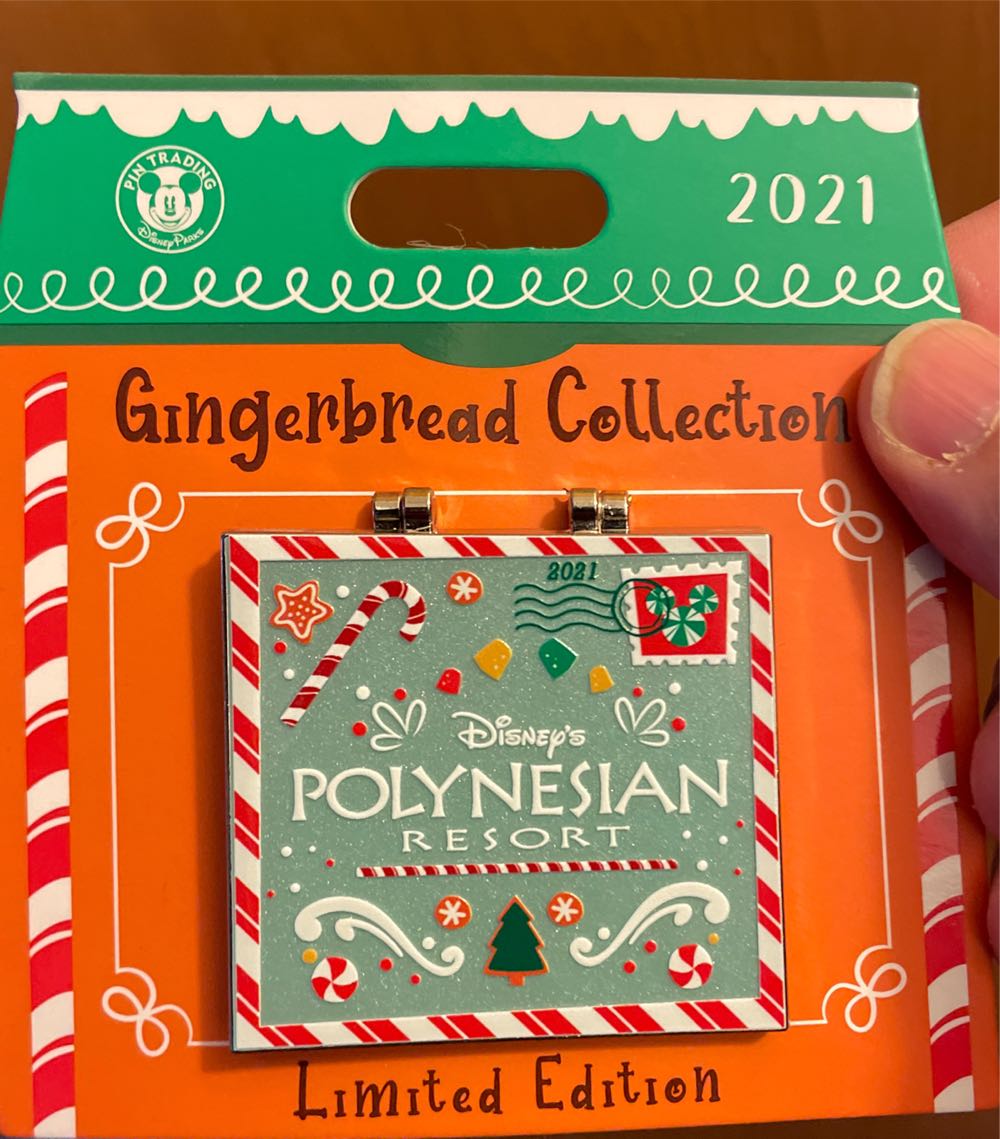 PIN TRADING
Disney Parks
2021
Gingerbread Collection
2021
Disney's
POLYNESIAN
RESORT
Limited Edition